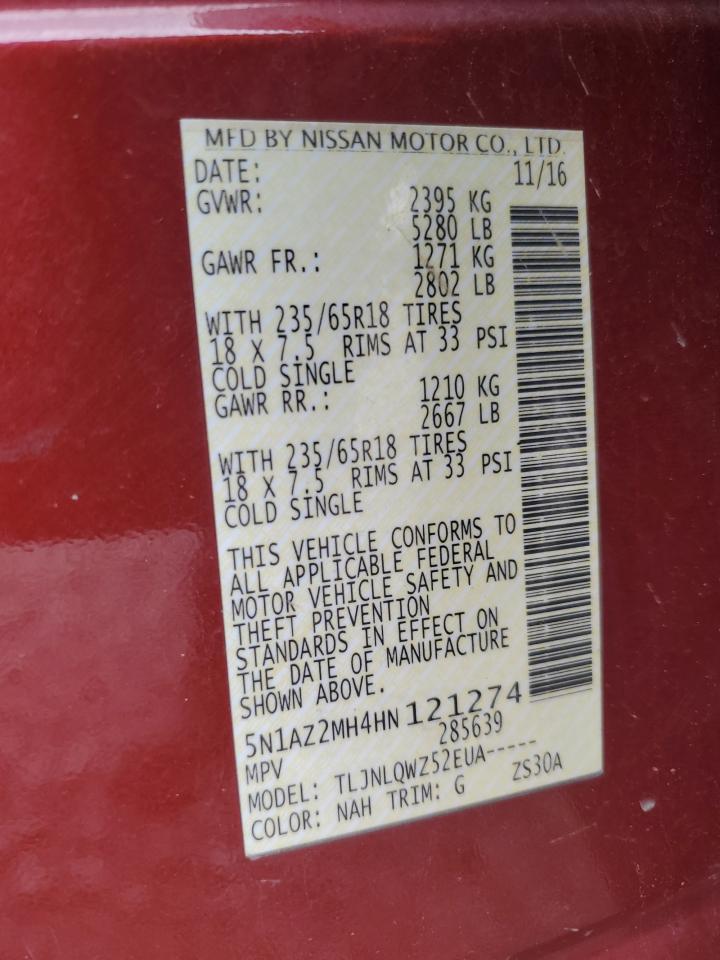 MFD BY NISSAN MOTOR CO., LTD.
DATE: 11/16
GVWR: 2395 KG
5280 LB
GAWR FR.: 1271 KG
2802 LB
WITH 235/65R18 TIRES
18 X 7.5 RIMS AT 33 PSI
COLD SINGLE
GAWR RR.: 1210 KG
2667 LB
WITH 235/65R18 TIRES
18 X 7.5 RIMS AT 33 PSI
COLD SINGLE
THIS VEHICLE CONFORMS TO
ALL APPLICABLE FEDERAL
MOTOR VEHICLE SAFETY AND
THEFT PREVENTION
STANDARDS IN EFFECT ON
THE DATE OF MANUFACTURE
SHOWN ABOVE.
5N1AZ2MH4HN 121274
MPV 285639
MODEL: TLJNLQWZ52EUA-----
COLOR: NAH TRIM: G ZS30A